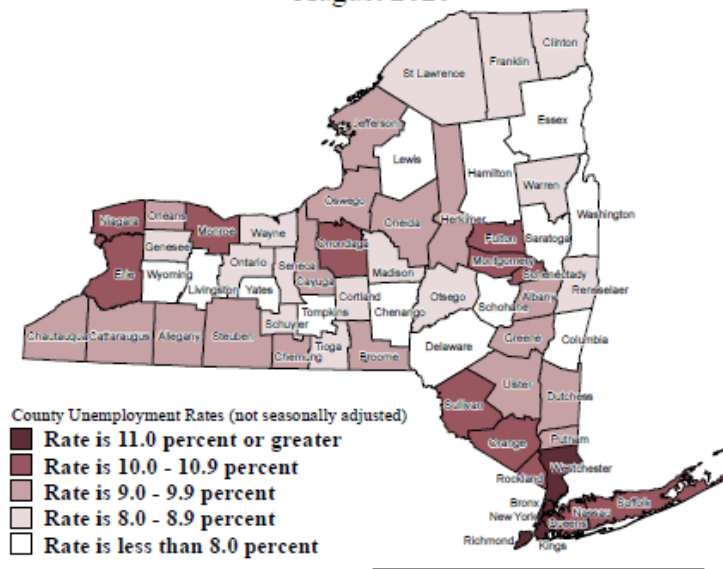 August 2020
Clinton
Franklin
St Lawrence
Essex
Jefferson
Lewis
Hamilton
Warren
Washington
Oswego
Oneida
Herkimer
Niagara
Orleans
Monroe
Wayne
Onondaga
Fulton
Saratoga
Genesee
Ontario
Seneca
Cayuga
Madison
Montgomery
Schenectady
Erie
Wyoming
Livingston
Yates
Cortland
Otsego
Albany
Rensselaer
Tompkins
Chenango
Schoharie
Schuyler
Chautauqua
Cattaraugus
Allegany
Steuben
Chemung
Tioga
Broome
Delaware
Greene
Columbia
Ulster
Dutchess
Sullivan
Orange
Putnam
Westchester
Rockland
Bronx
New York
Richmond
Kings
Queens
Nassau
Suffolk
County Unemployment Rates (not seasonally adjusted)
Rate is 11.0 percent or greater
Rate is 10.0 - 10.9 percent
Rate is 9.0 - 9.9 percent
Rate is 8.0 - 8.9 percent
Rate is less than 8.0 percent